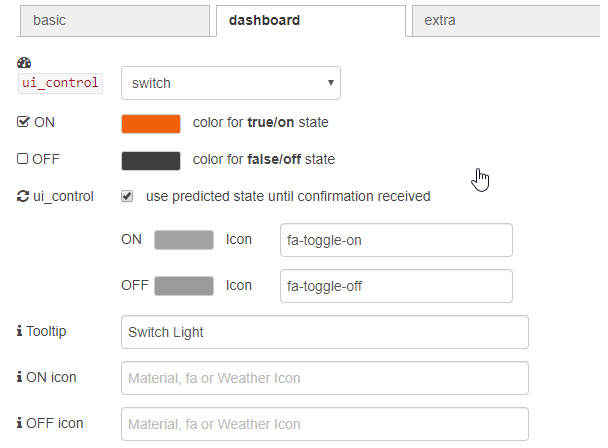 basic dashboard extra
ui_control switch
ON color for true/on state
OFF color for false/off state
ui_control use predicted state until confirmation received
ON Icon fa-toggle-on
OFF Icon fa-toggle-off
Tooltip Switch Light
ON icon Material, fa or Weather Icon
OFF icon Material, fa or Weather Icon